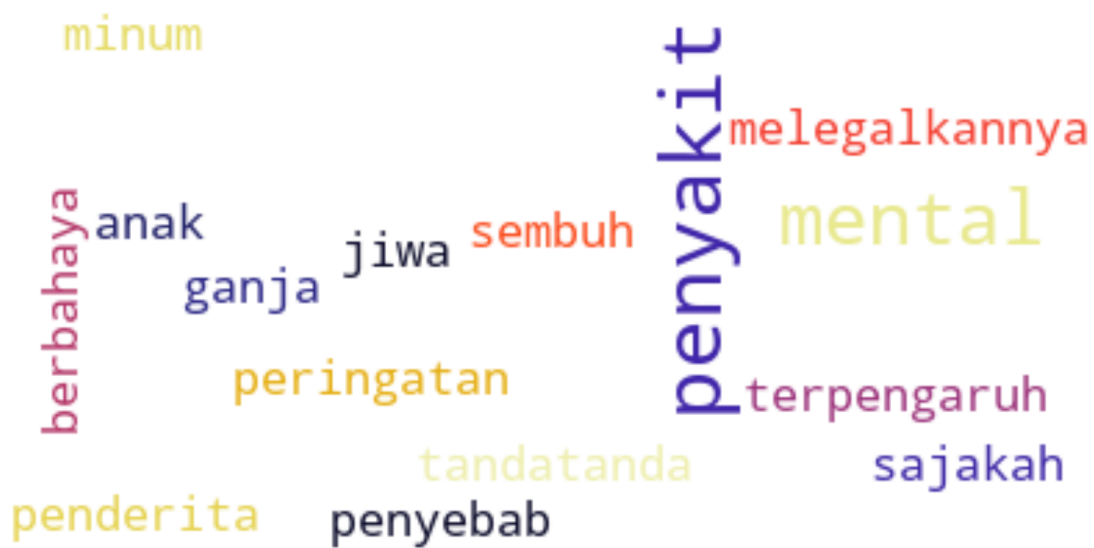 minum
penyakit
melegalkannya
berbahaya
anak
mental
sembuh
jiwa
ganja
peringatan
terpengaruh
tandatanda
sajakah
penderita
penyebab